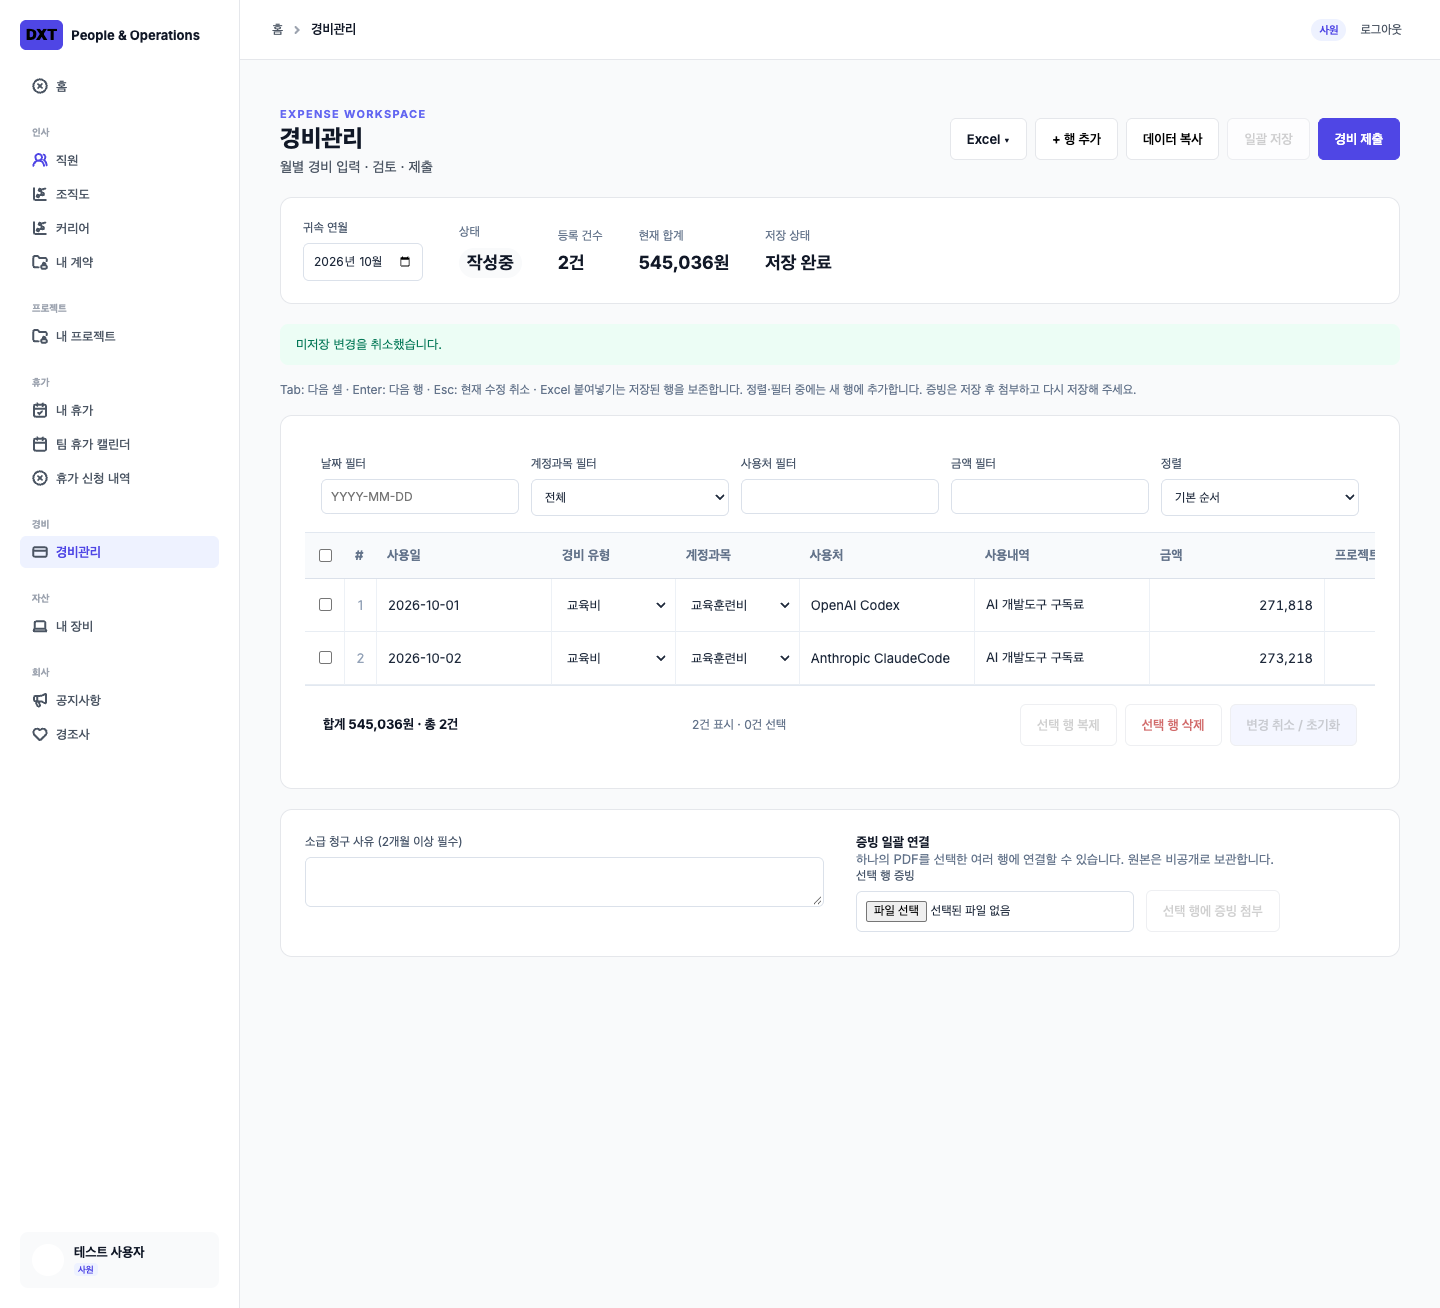 DXT People & Operations
홈
인사
직원
조직도
커리어
내 계약
프로젝트
내 프로젝트
휴가
내 휴가
팀 휴가 캘린더
휴가 신청 내역
경비
경비관리
자산
내 장비
회사
공지사항
경조사
테스트 사용자
사원
홈 > 경비관리
사원 로그아웃
EXPENSE WORKSPACE
경비관리
월별 경비 입력 · 검토 · 제출
Excel ▾ + 행 추가 데이터 복사 일괄 저장 경비 제출
귀속 연월 상태 등록 건수 현재 합계 저장 상태
2026년 10월 작성중 2건 545,036원 저장 완료
미저장 변경을 취소했습니다.
Tab: 다음 셀 · Enter: 다음 행 · Esc: 현재 수정 취소 · Excel 붙여넣기는 저장된 행을 보존합니다. 정렬·필터 중에는 새 행에 추가합니다. 증빙은 저장 후 첨부하고 다시 저장해 주세요.
날짜 필터 계정과목 필터 사용처 필터 금액 필터 정렬
YYYY-MM-DD 전체 기본 순서
# 사용일 경비 유형 계정과목 사용처 사용내역 금액 프로젝트
1 2026-10-01 교육비 교육훈련비 OpenAI Codex AI 개발도구 구독료 271,818
2 2026-10-02 교육비 교육훈련비 Anthropic ClaudeCode AI 개발도구 구독료 273,218
합계 545,036원 · 총 2건 2건 표시 · 0건 선택 선택 행 복제 선택 행 삭제 변경 취소 / 초기화
소급 청구 사유 (2개월 이상 필수)
증빙 일괄 연결
하나의 PDF를 선택한 여러 행에 연결할 수 있습니다. 원본은 비공개로 보관합니다.
선택 행 증빙
파일 선택 선택된 파일 없음 선택 행에 증빙 첨부